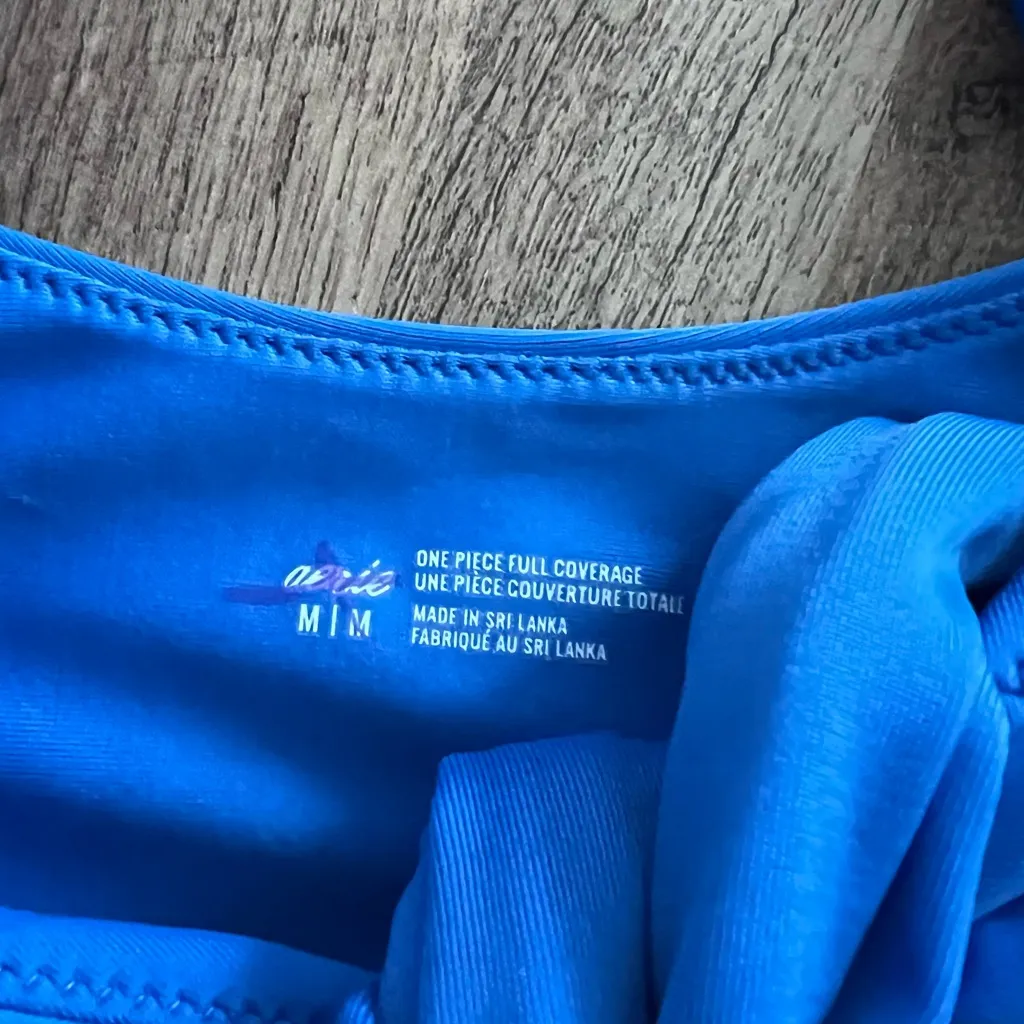 aerie
M | M
ONE PIECE FULL COVERAGE
UNE PIÈCE COUVERTURE TOTALE
MADE IN SRI LANKA
FABRIQUÉ AU SRI LANKA